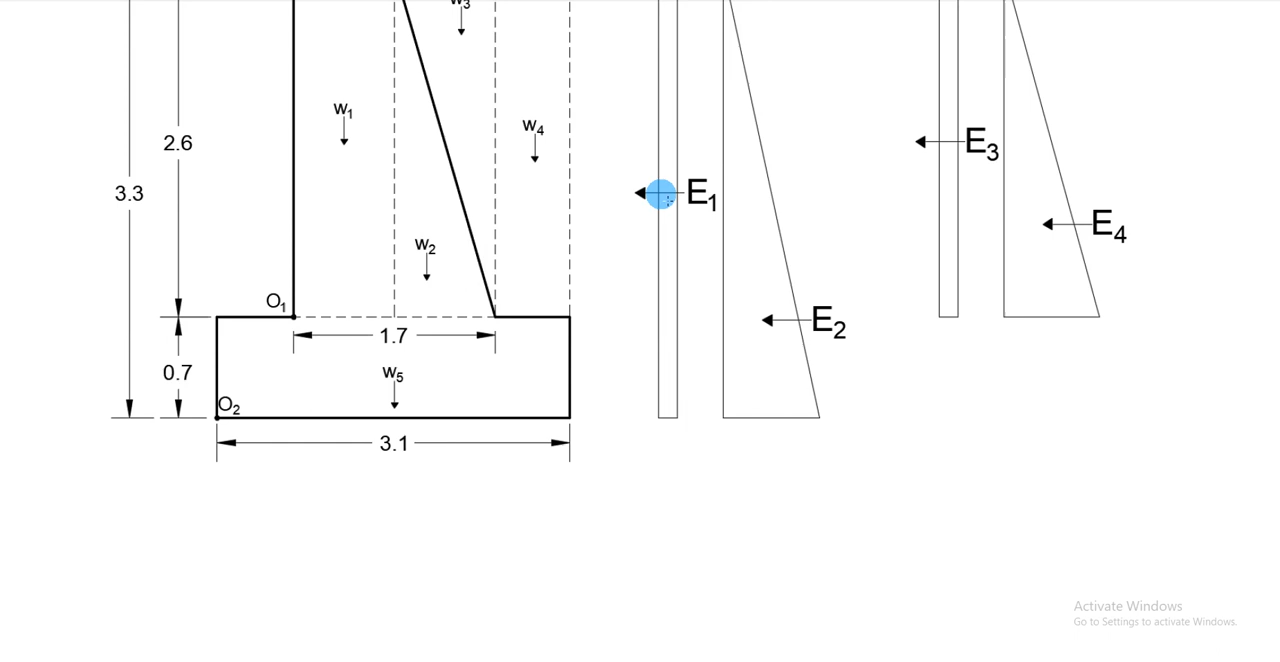 w3
w1
w4
2.6
E3
3.3
E1
E4
w2
O1
E2
1.7
0.7
w5
O2
3.1
Activate Windows
Go to Settings to activate Windows.